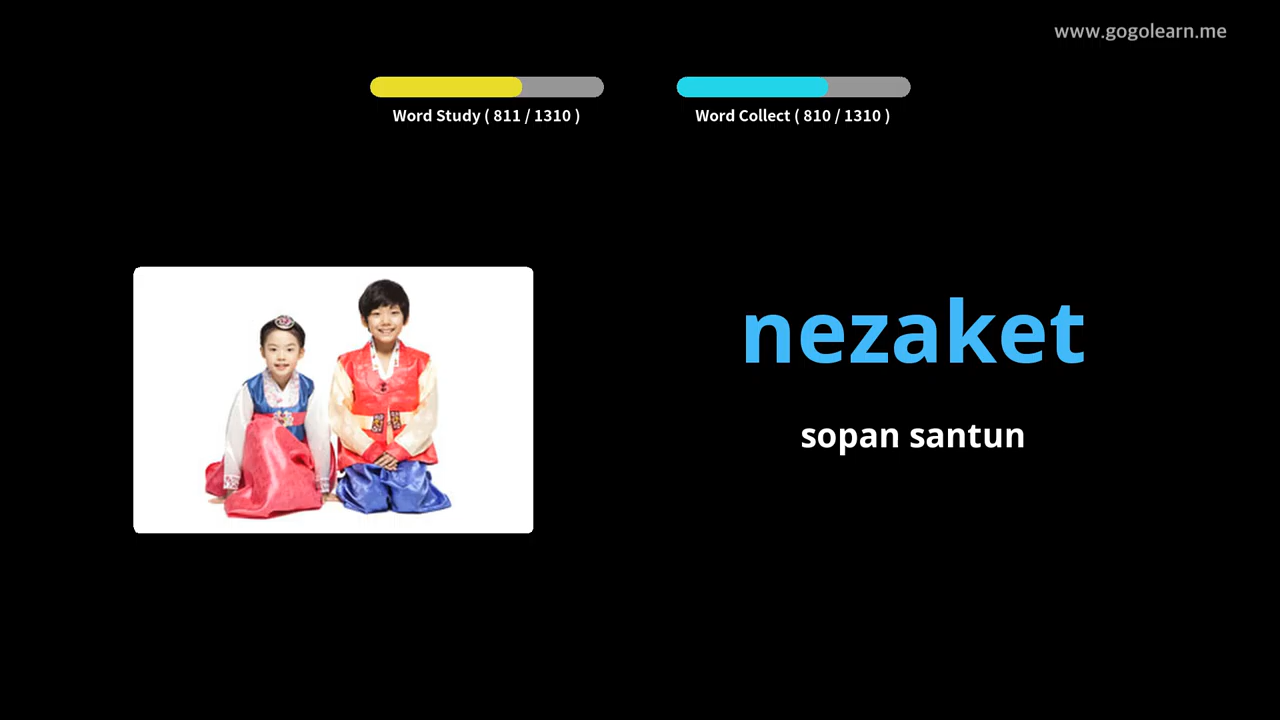 www.gogolearn.me
Word Study ( 811 / 1310 )
Word Collect ( 810 / 1310 )
nezaket
sopan santun